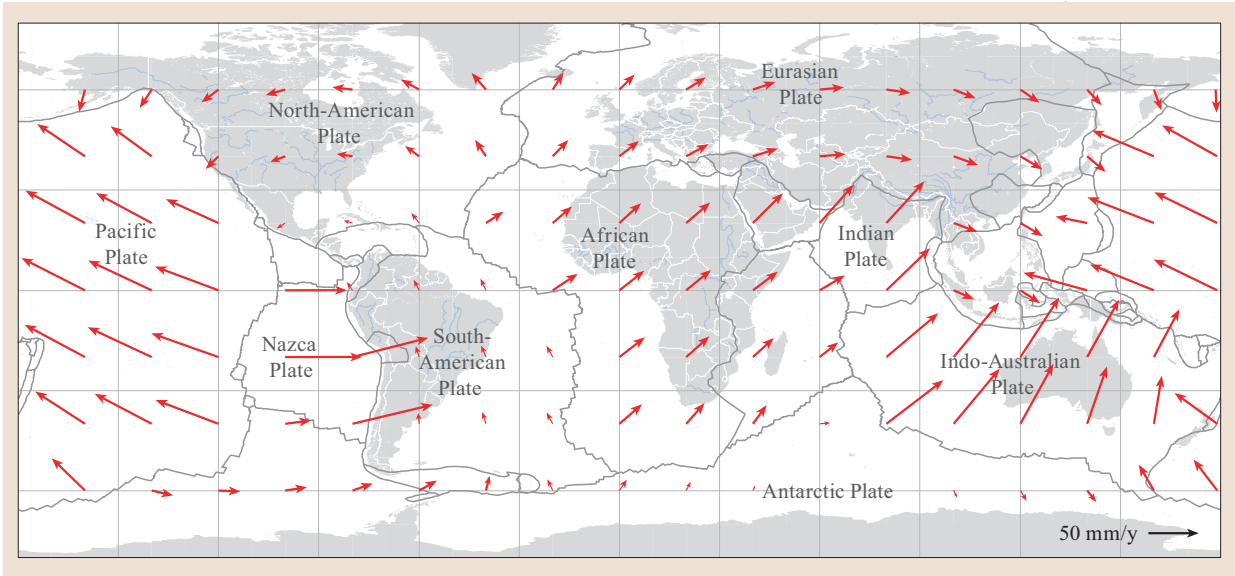 Eurasian
Plate
North-American
Plate
Pacific
Plate
African
Plate
Indian
Plate
Nazca
Plate
South-
American
Plate
Indo-Australian
Plate
Antarctic Plate
50 mm/y